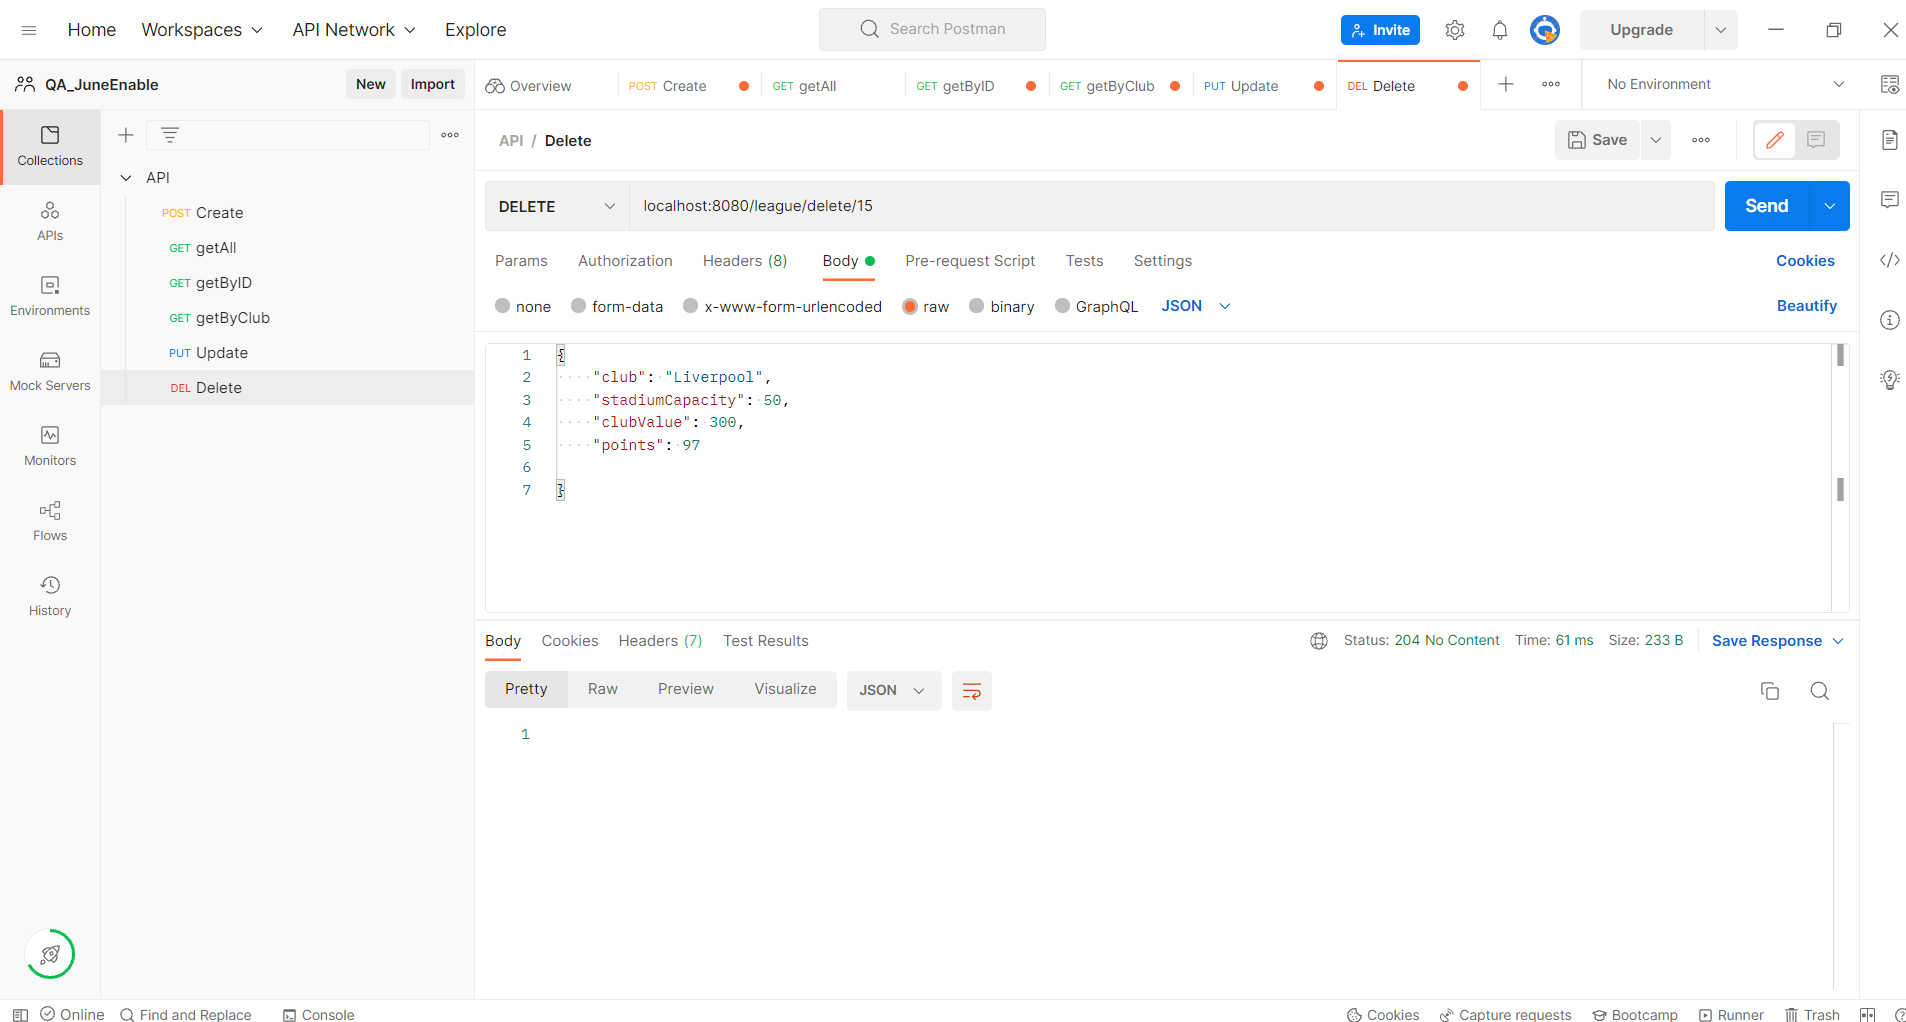 Home Workspaces API Network Explore Search Postman Invite Upgrade
QA_JuneEnable New Import Overview POST Create GET getAll GET getByID GET getByClub PUT Update DEL Delete No Environment
Collections
APIs
Environments
Mock Servers
Monitors
Flows
History
API
POST Create
GET getAll
GET getByID
GET getByClub
PUT Update
DEL Delete
API / Delete Save
DELETE localhost:8080/league/delete/15 Send
Params Authorization Headers (8) Body Pre-request Script Tests Settings Cookies
none form-data x-www-form-urlencoded raw binary GraphQL JSON Beautify
1 {
2 "club": "Liverpool",
3 "stadiumCapacity": 50,
4 "clubValue": 300,
5 "points": 97
6
7 }
Body Cookies Headers (7) Test Results Status: 204 No Content Time: 61 ms Size: 233 B Save Response
Pretty Raw Preview Visualize JSON
1
Online Find and Replace Console Cookies Capture requests Bootcamp Runner Trash